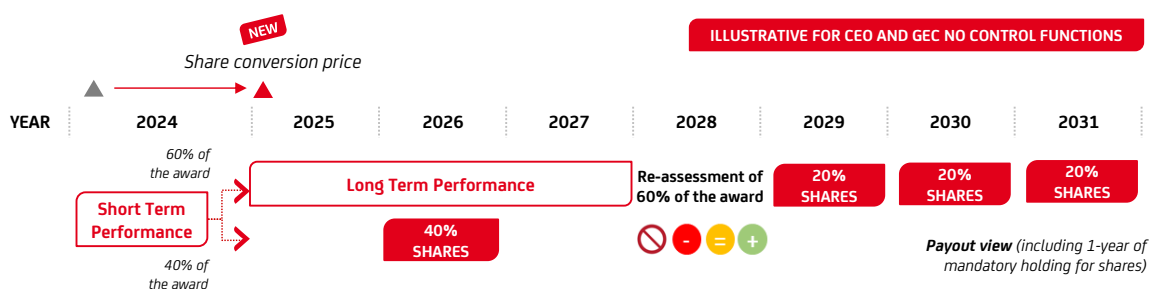 NEW
ILLUSTRATIVE FOR CEO AND GEC NO CONTROL FUNCTIONS
Share conversion price
YEAR 2024 2025 2026 2027 2028 2029 2030 2031
60% of
the award
Short Term
Performance
40% of
the award
Long Term Performance
40%
SHARES
Re-assessment of
60% of the award
- = +
20%
SHARES
20%
SHARES
20%
SHARES
Payout view (including 1-year of
mandatory holding for shares)